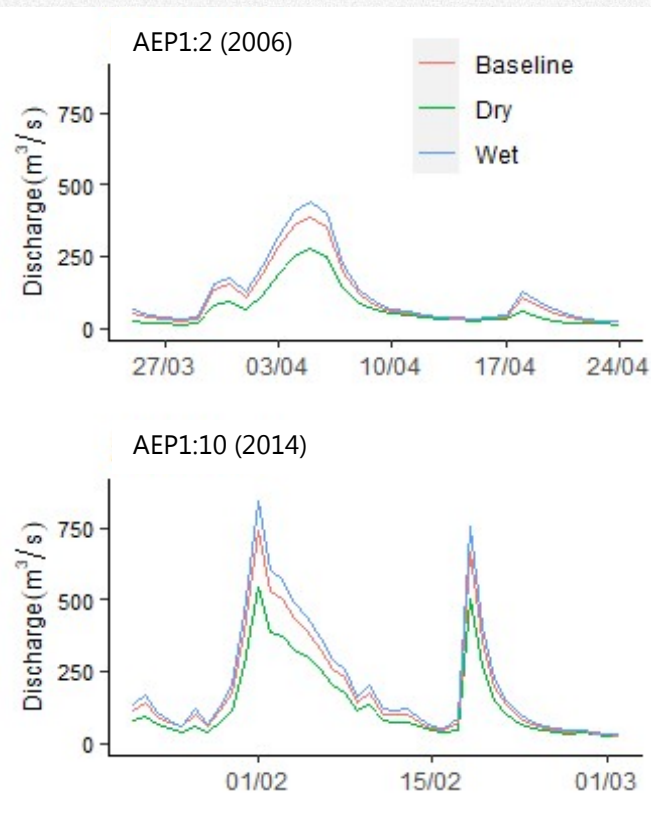 AEP1:2 (2006)
Baseline
Dry
Wet
Discharge(m³/s)
750
500
250
0
27/03 03/04 10/04 17/04 24/04
AEP1:10 (2014)
Discharge(m³/s)
750
500
250
0
01/02 15/02 01/03